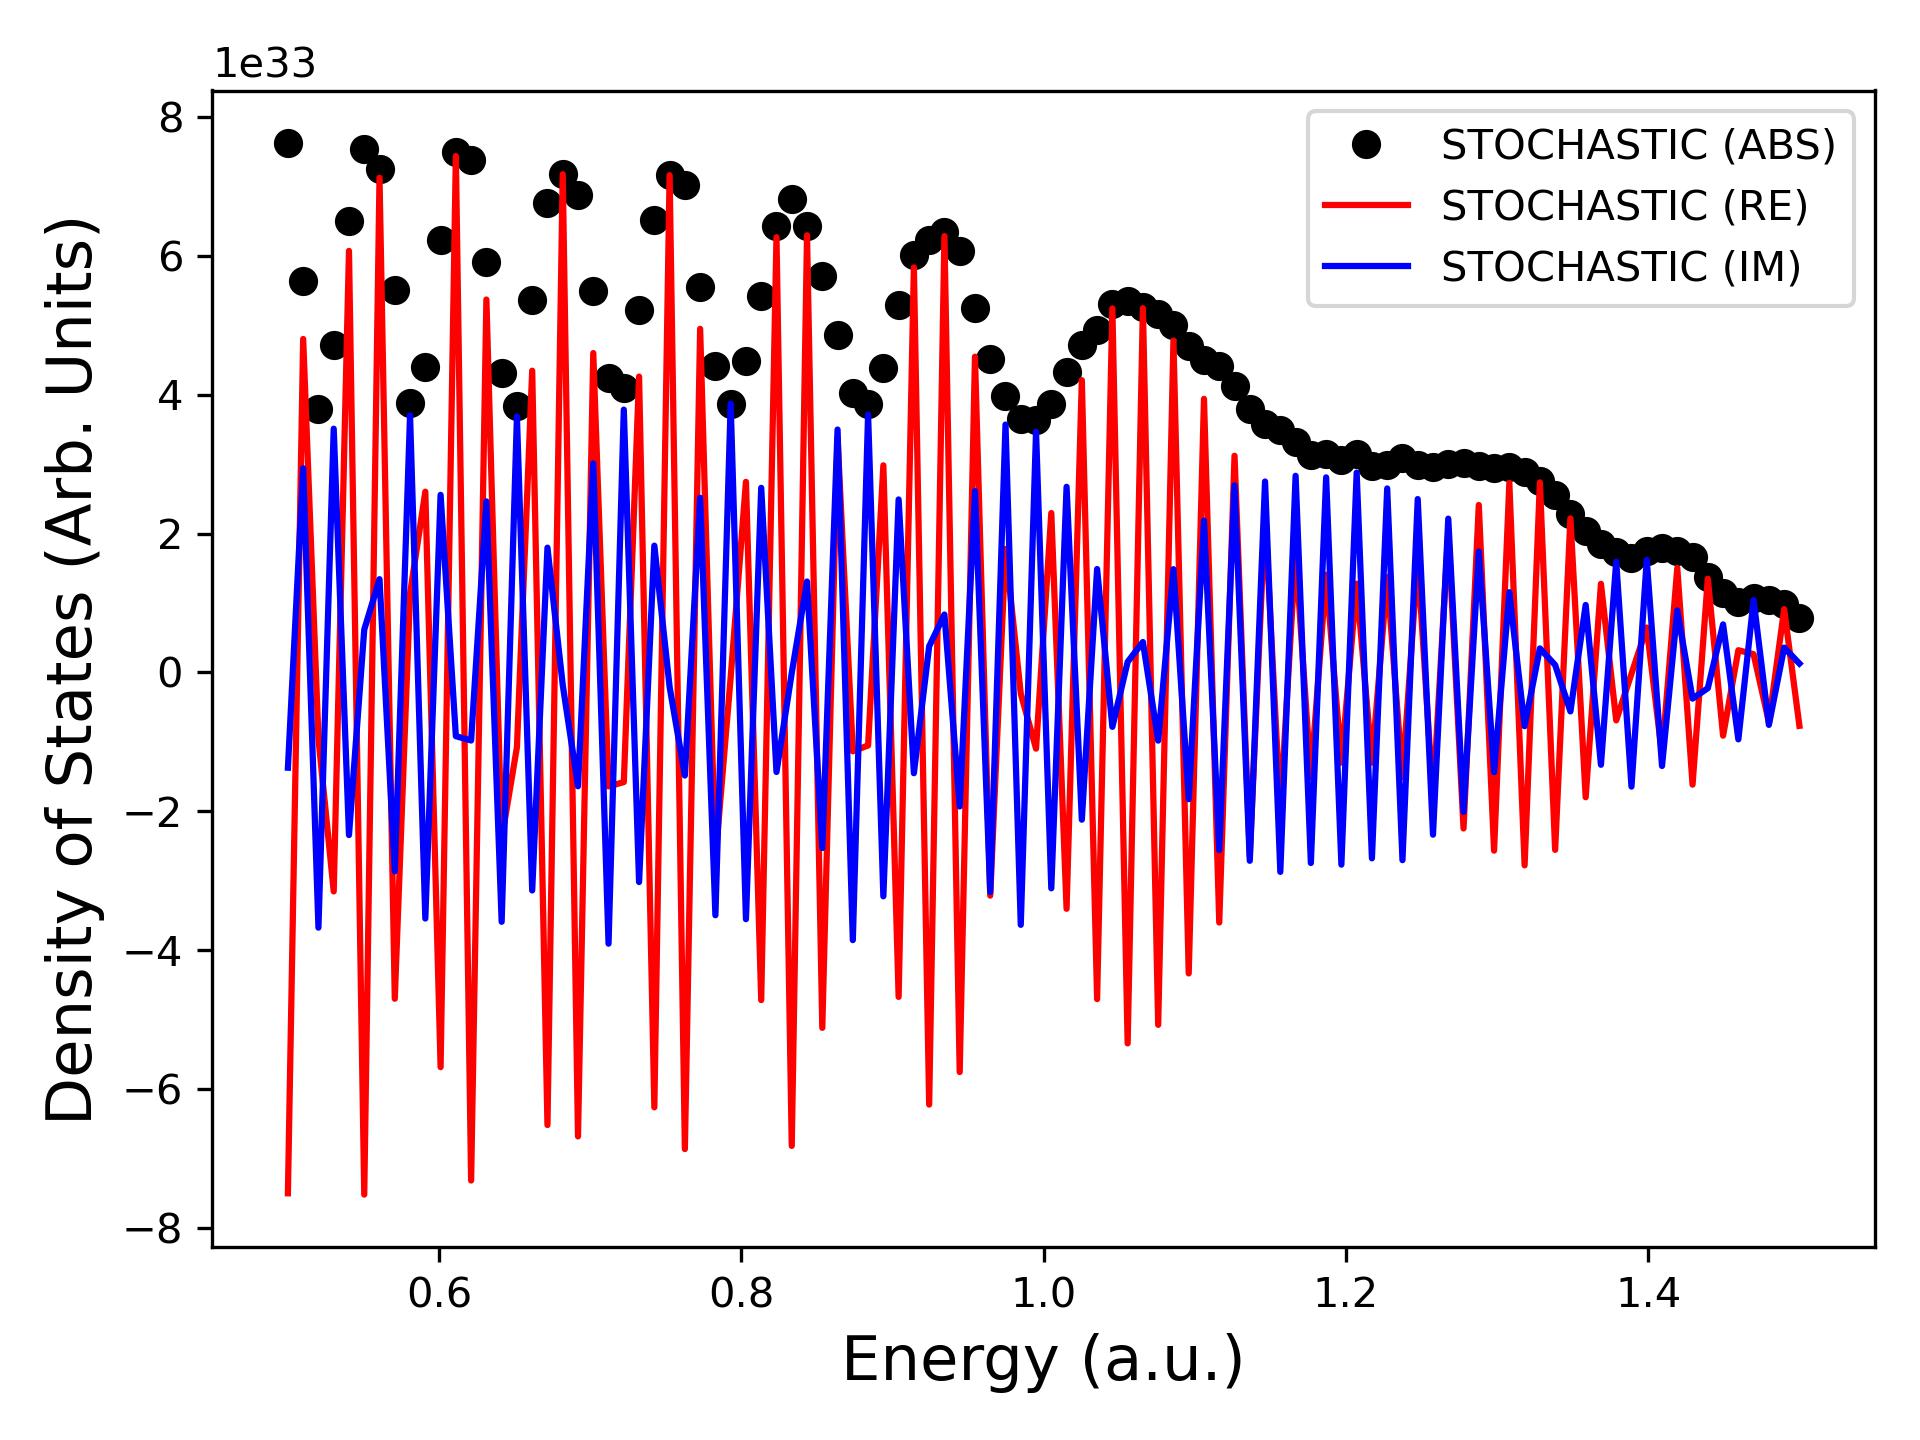 1e33
8
6
4
2
0
−2
−4
−6
−8
Density of States (Arb. Units)
STOCHASTIC (ABS)
STOCHASTIC (RE)
STOCHASTIC (IM)
0.6 0.8 1.0 1.2 1.4
Energy (a.u.)